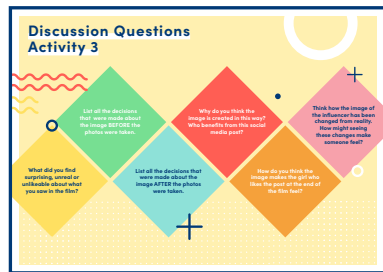 Discussion Questions
Activity 3
List all the decisions
that were made about
the image BEFORE the
photos were taken.
Why do you think the
image is created in this way?
Who benefits from this social
media post?
Think how the image of
the influencer has been
changed from reality.
How might seeing
these changes make
someone feel?
What did you find
surprising, unreal or
unlikeable about what
you saw in the film?
List all the decisions that
were made about the
image AFTER the photos
were taken.
How do you think the
image makes the girl who
likes the post at the end of
the film feel?